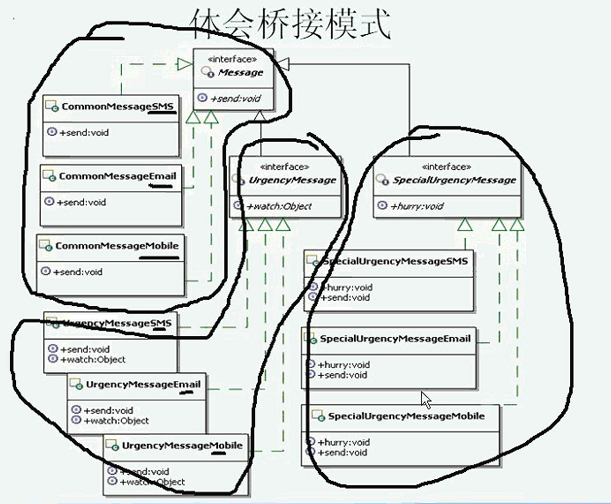 体会桥接模式
«interface»
Message
+send:void
CommonMessageSMS
+send:void
CommonMessageEmail
+send:void
CommonMessageMobile
+send:void
«interface»
UrgencyMessage
+watch:Object
«interface»
SpecialUrgencyMessage
+hurry:void
UrgencyMessageSMS
+send:void
+watch:Object
UrgencyMessageEmail
+send:void
+watch:Object
UrgencyMessageMobile
+send:void
+watch:Object
SpecialUrgencyMessageSMS
+hurry:void
+send:void
SpecialUrgencyMessageEmail
+hurry:void
+send:void
SpecialUrgencyMessageMobile
+hurry:void
+send:void